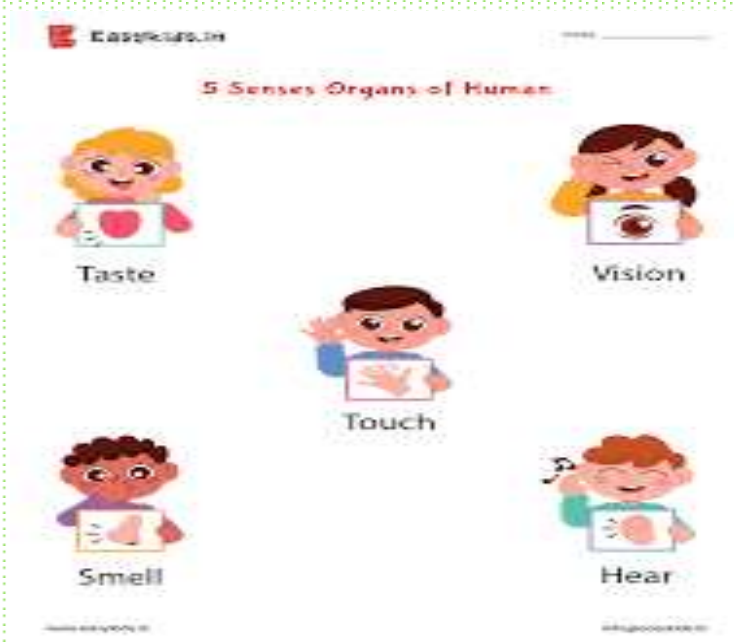 Easykids.in
5 Senses Organs of Human
Taste
Vision
Touch
Smell
Hear